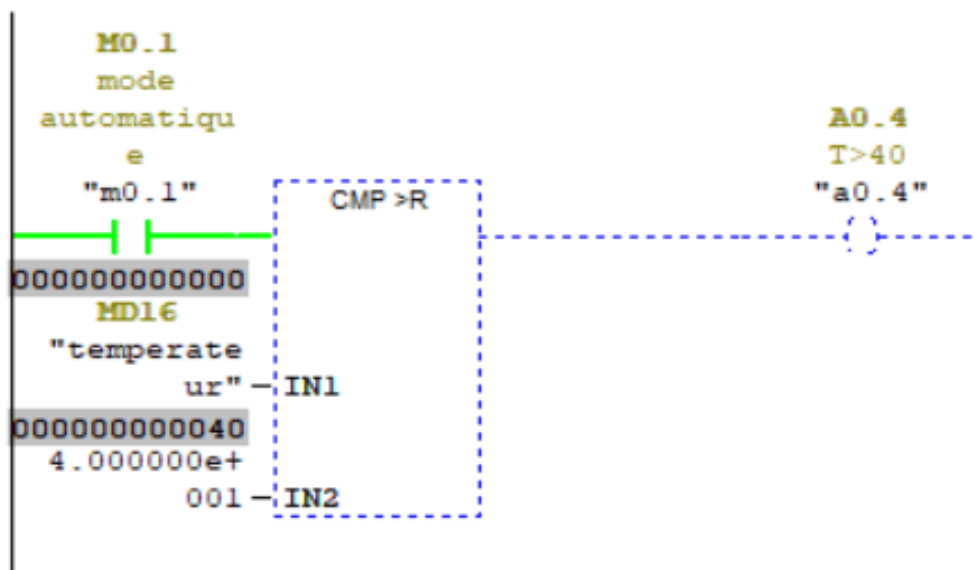 M0.1
mode
automatiqu
e
"m0.1"
A0.4
T>40
"a0.4"
CMP >R
000000000000
MD16
"temperate
ur"
IN1
000000000040
4.000000e+
001
IN2